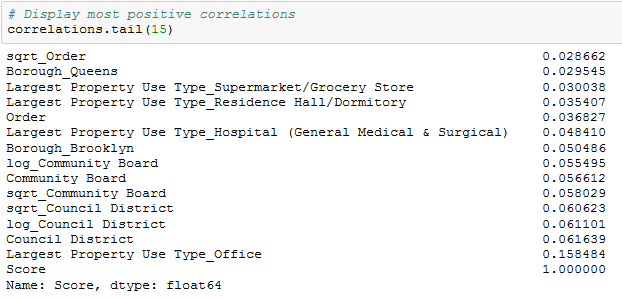 # Display most positive correlations
correlations.tail(15)
sqrt_Order 0.028662
Borough_Queens 0.029545
Largest Property Use Type_Supermarket/Grocery Store 0.030038
Largest Property Use Type_Residence Hall/Dormitory 0.035407
Order 0.036827
Largest Property Use Type_Hospital (General Medical & Surgical) 0.048410
Borough_Brooklyn 0.050486
log_Community Board 0.055495
Community Board 0.056612
sqrt_Community Board 0.058029
sqrt_Council District 0.060623
log_Council District 0.061101
Council District 0.061639
Largest Property Use Type_Office 0.158484
Score 1.000000
Name: Score, dtype: float64